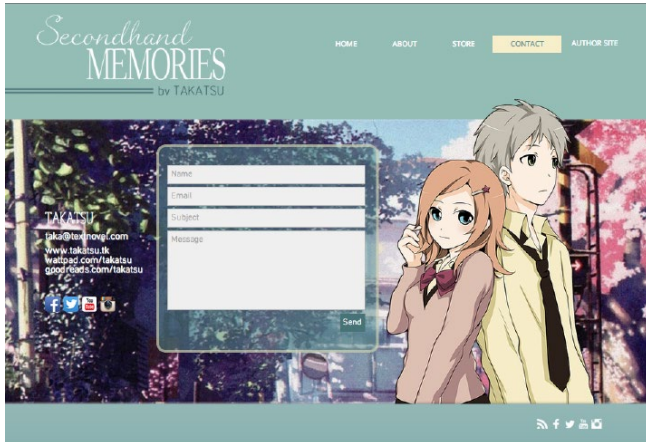 Secondhand
MEMORIES
by TAKATSU
HOME
ABOUT
STORE
CONTACT
AUTHOR SITE
Name
Email
Subject
Message
Send
TAKATSU
taka@textnovel.com
www.takatsu.tk
wattpad.com/takatsu
goodreads.com/takatsu